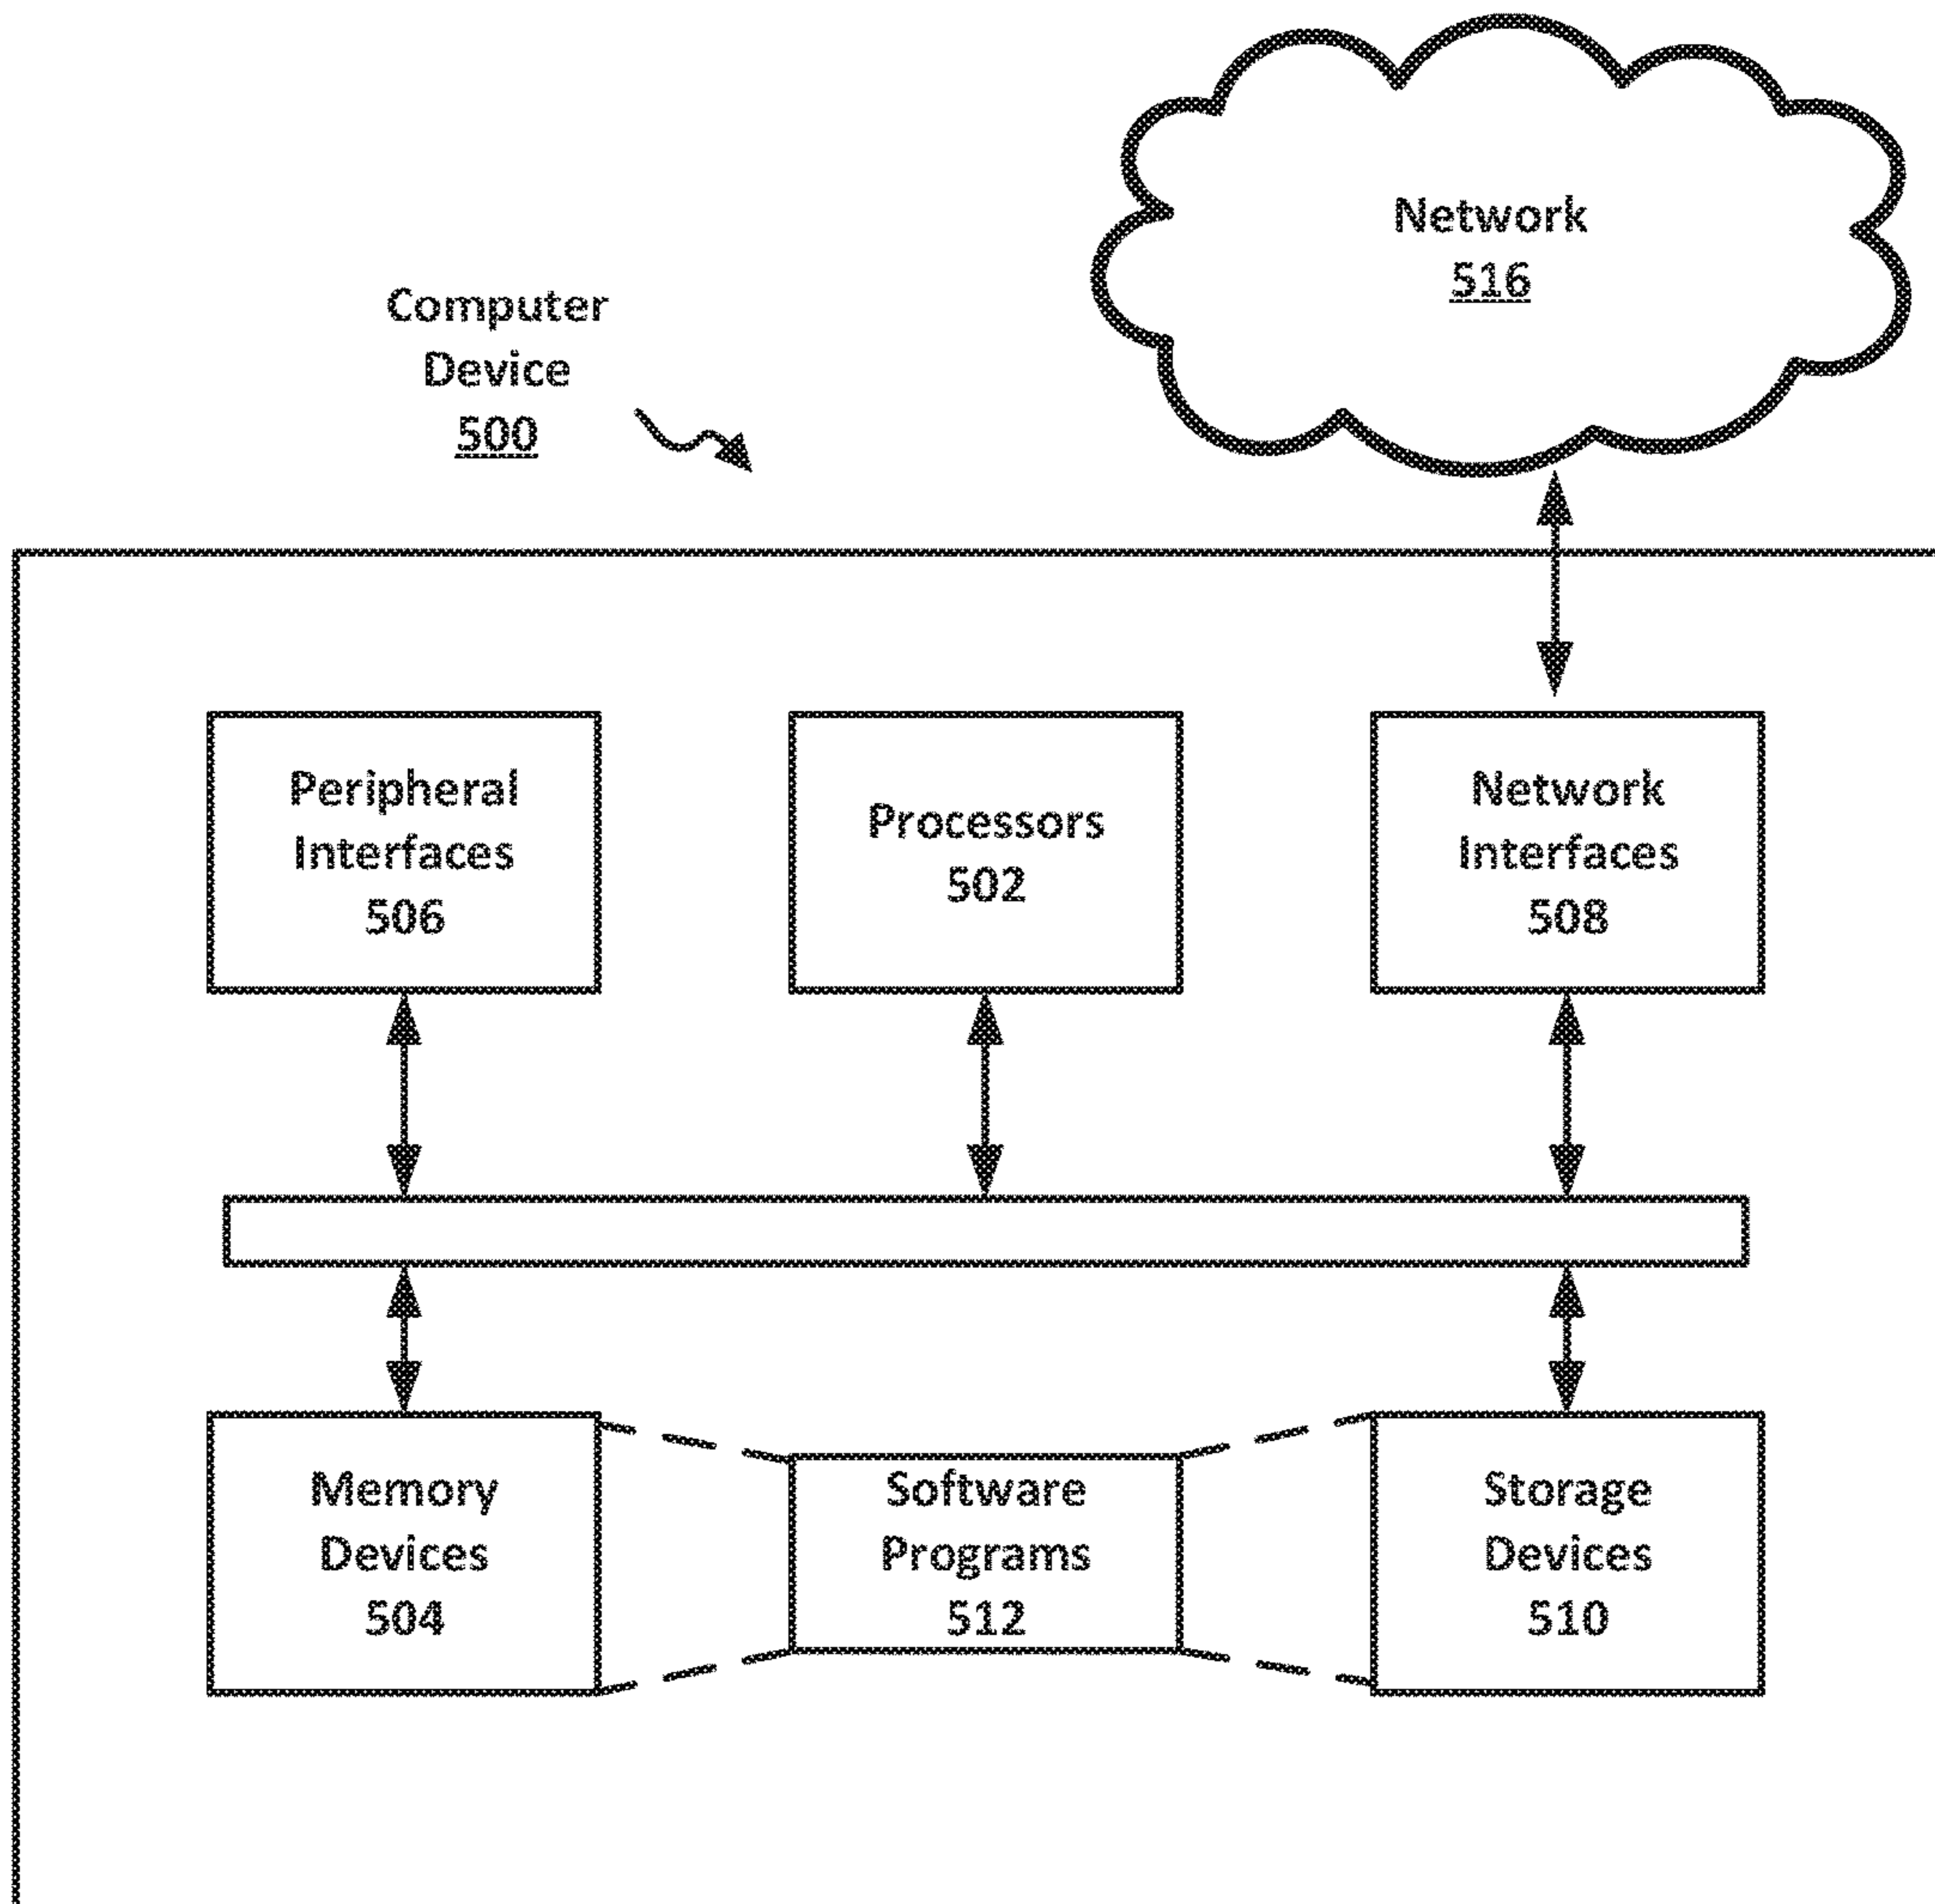 Network
516
Computer
Device
500
Peripheral
Interfaces
506
Processors
502
Network
Interfaces
508
Memory
Devices
504
Software
Programs
512
Storage
Devices
510